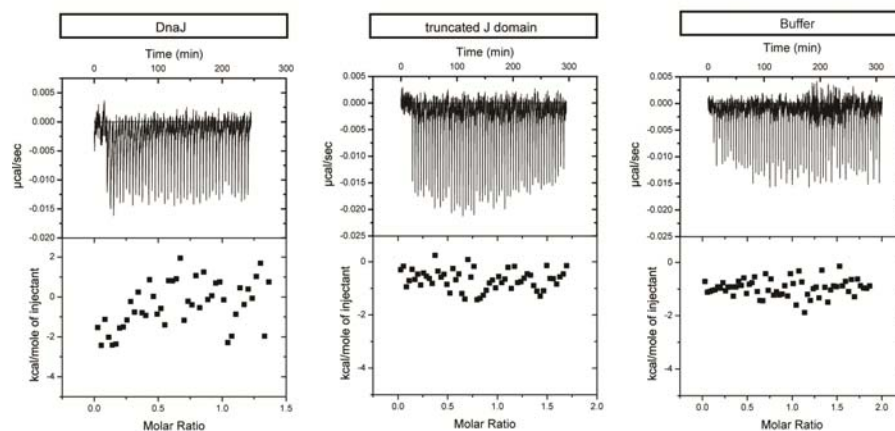 DnaJ
Time (min)
0 100 200 300
0.005
0.000
-0.005
-0.010
-0.015
-0.020
µcal/sec
2
0
-2
-4
kcal/mole of injectant
0.0 0.5 1.0 1.5
Molar Ratio
truncated J domain
Time (min)
0 100 200 300
0.005
0.000
-0.005
-0.010
-0.015
-0.020
-0.025
µcal/sec
0
-2
-4
kcal/mole of injectant
0.0 0.5 1.0 1.5 2.0
Molar Ratio
Buffer
Time (min)
0 100 200 300
0.005
0.000
-0.005
-0.010
-0.015
-0.020
-0.025
µcal/sec
0
-2
-4
kcal/mole of injectant
0.0 0.5 1.0 1.5 2.0
Molar Ratio